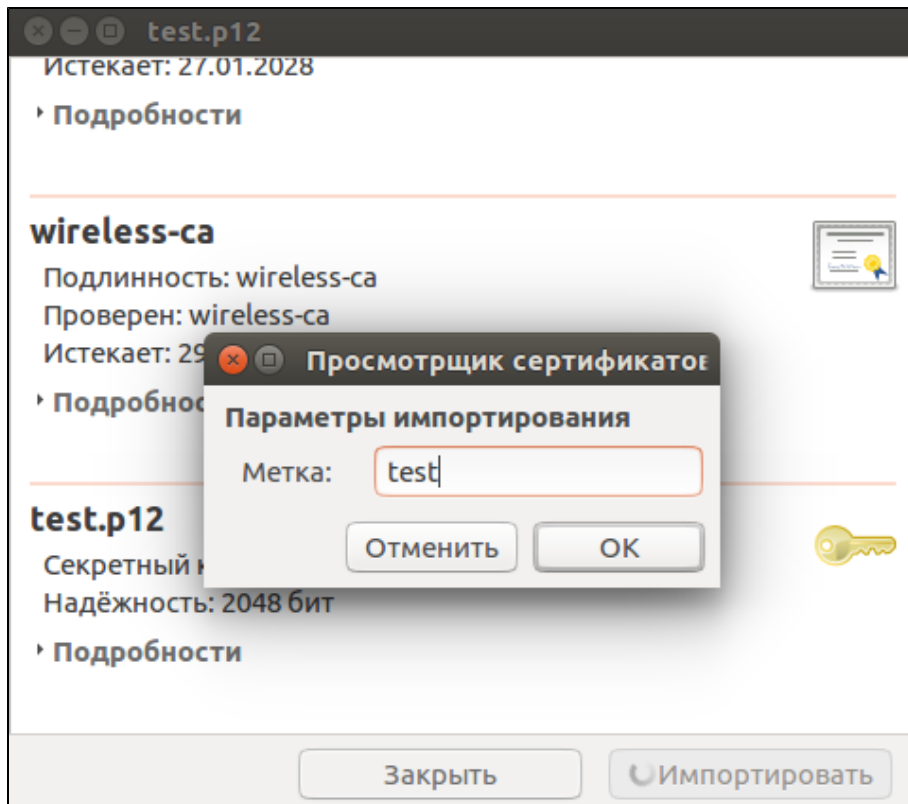 test.p12
Истекает: 27.01.2028
Подробности
wireless-ca
Подлинность: wireless-ca
Проверен: wireless-ca
Истекает: 29
Просмотрщик сертификатов
Подробнос
Параметры импортирования
Метка: test
test.p12
Отменить OK
Секретный
Надёжность: 2048 бит
Подробности
Закрыть Импортировать